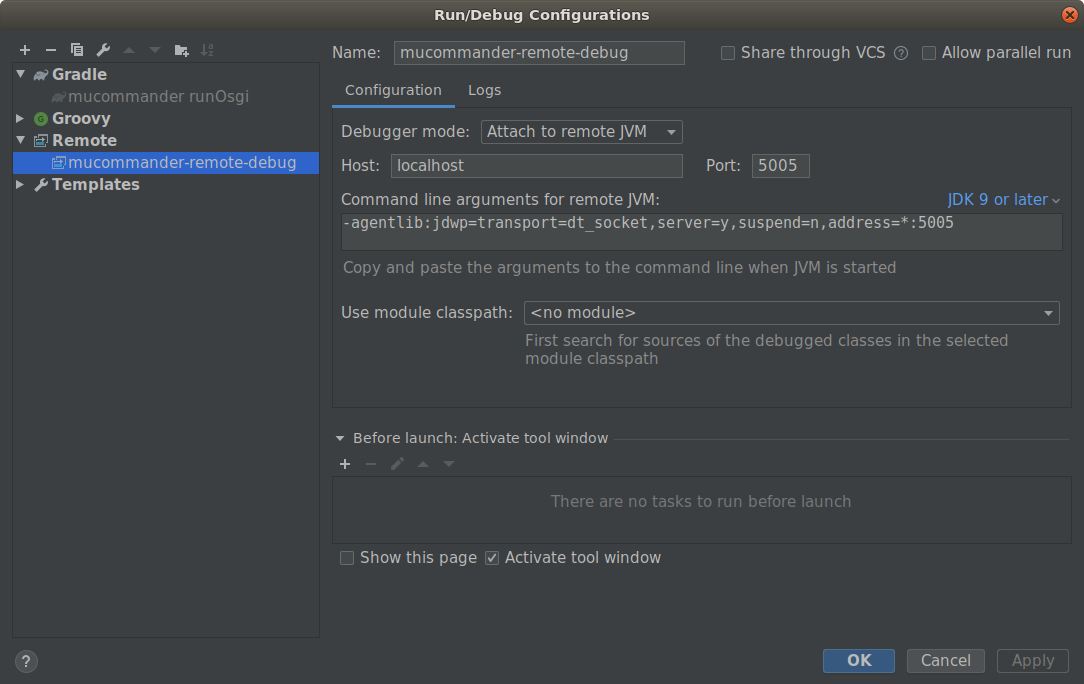 Run/Debug Configurations
Name: mucommander-remote-debug Share through VCS ? Allow parallel run
Gradle
mucommander runOsgi
G Groovy
Remote
mucommander-remote-debug
Templates
Configuration Logs
Debugger mode: Attach to remote JVM
Host: localhost Port: 5005
Command line arguments for remote JVM: JDK 9 or later
-agentlib:jdwp=transport=dt_socket,server=y,suspend=n,address=*:5005
Copy and paste the arguments to the command line when JVM is started
Use module classpath: <no module>
First search for sources of the debugged classes in the selected
module classpath
Before launch: Activate tool window
There are no tasks to run before launch
Show this page Activate tool window
? OK Cancel Apply